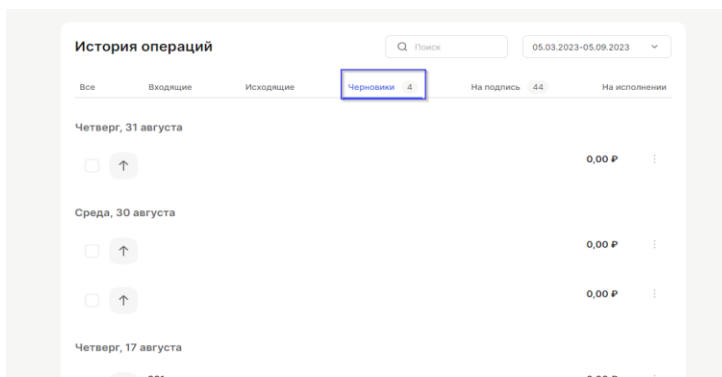 История операций
Поиск
05.03.2023-05.09.2023
Все Входящие Исходящие Черновики 4 На подпись 44 На исполнении
Четверг, 31 августа
0,00 ₽
Среда, 30 августа
0,00 ₽
0,00 ₽
Четверг, 17 августа